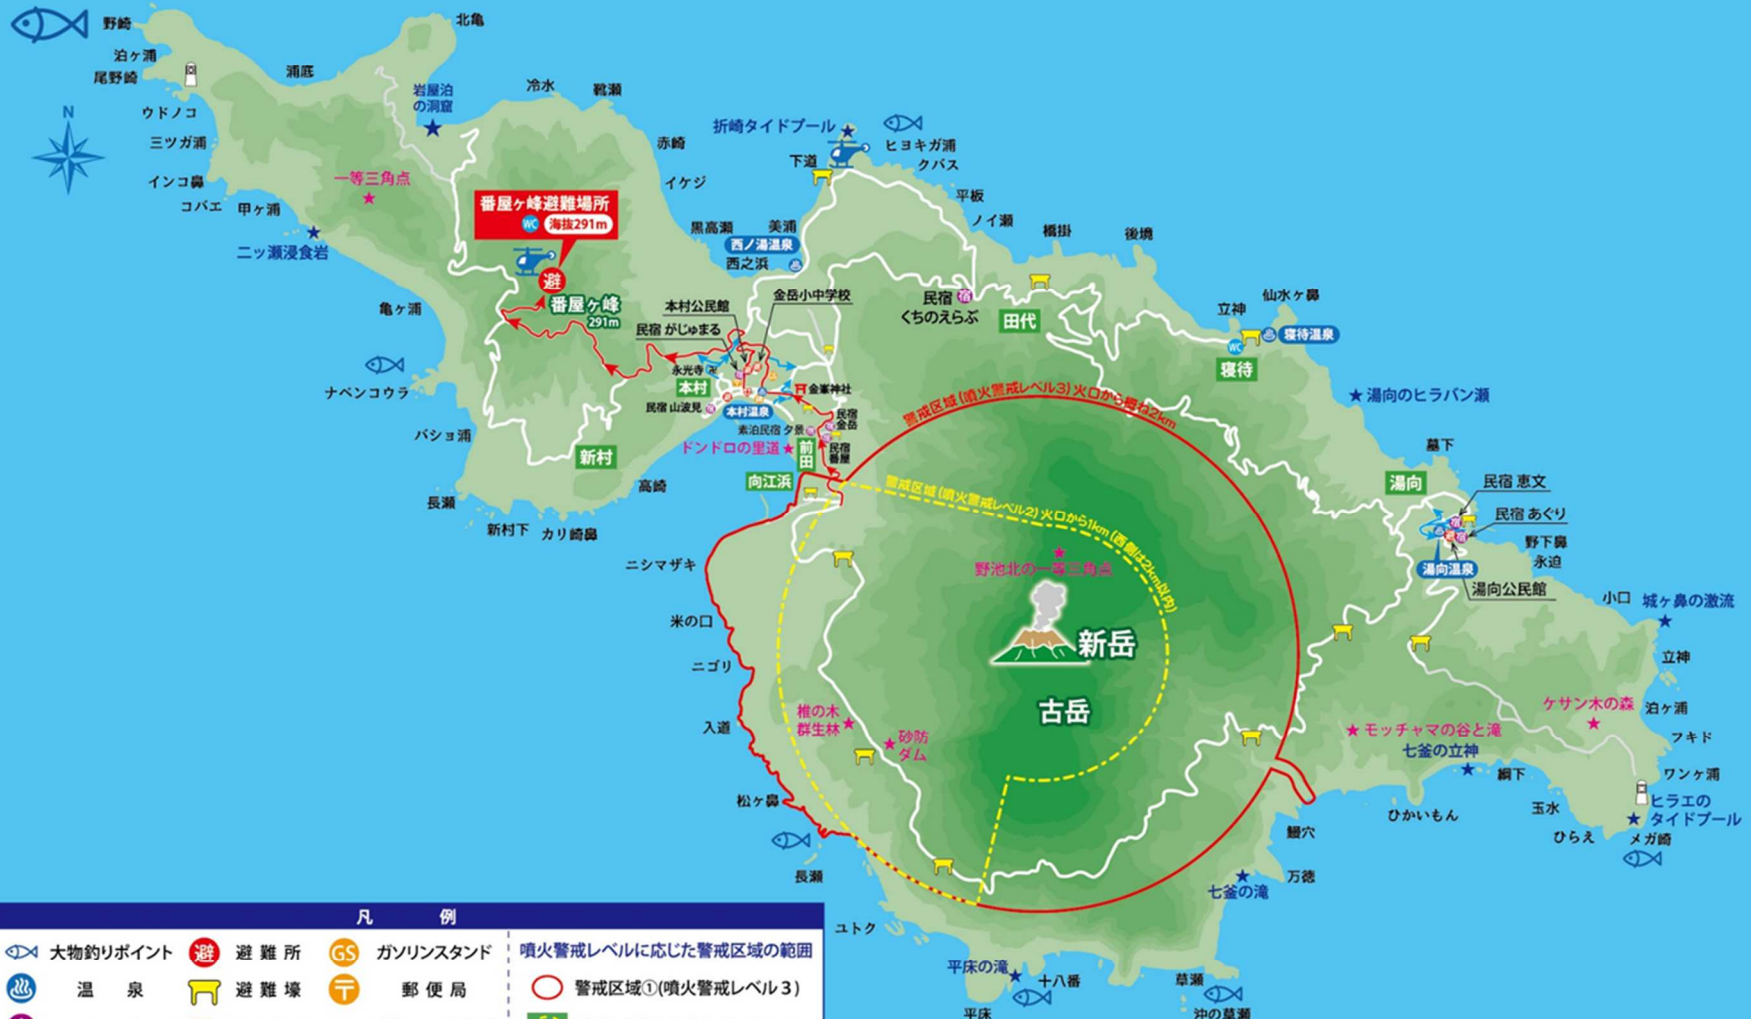 野崎
北亀
泊ヶ浦
尾野崎
浦底
岩屋泊
の洞窟
冷水
靴瀬
ウドノコ
三ツガ浦
N
赤崎
折崎タイドプール
ヒヨキガ浦
下道
クバス
インコ鼻
一等三角点
イケジ
平板
コバエ
甲ヶ浦
番屋ヶ峰避難場所
WC
海抜291m
黒高瀬
美浦
ノイ瀬
橋掛
後境
二ッ瀬浸食岩
西ノ湯温泉
西之浜
避
番屋ヶ峰
291m
亀ヶ浦
本村公民館
金岳小中学校
民宿 がじゅまる
民宿
宿
くちのえらぶ
田代
立神
仙水ヶ鼻
寝待温泉
WC
寝待
ナベンコウラ
永光寺
本村
金峯神社
民宿 山波見
本村温泉
民宿
金岳
素泊民宿 夕景
ドンドロの里道
前田
民宿
番屋
警戒区域(噴火警戒レベル3)火口から概ね2km
湯向のヒラバン瀬
バショ浦
新村
高崎
向江浜
警戒区域(噴火警戒レベル2)火口から1km(西側は2km以内)
墓下
湯向
民宿 恵文
民宿 あぐり
長瀬
新村下
カリ崎鼻
野下鼻
永迫
湯向温泉
湯向公民館
ニシマザキ
野池北の一等三角点
小口
城ヶ鼻の激流
米の口
新岳
ニゴリ
立神
古岳
椎の木
群生林
砂防
ダム
入道
モッチャマの谷と滝
ケサン木の森
泊ヶ浦
フキド
七釜の立神
綱下
ワンヶ浦
松ヶ鼻
ひかいもん
玉水
ヒラエの
タイドプール
ひらえ
メガ崎
鰻穴
長瀬
七釜の滝
万徳
ユトク
平床の滝
十八番
草瀬
平床
沖の草瀬
凡例
大物釣りポイント
避
避難所
GS
ガソリンスタンド
噴火警戒レベルに応じた警戒区域の範囲
温泉
避難壕
郵便局
警戒区域①(噴火警戒レベル3)